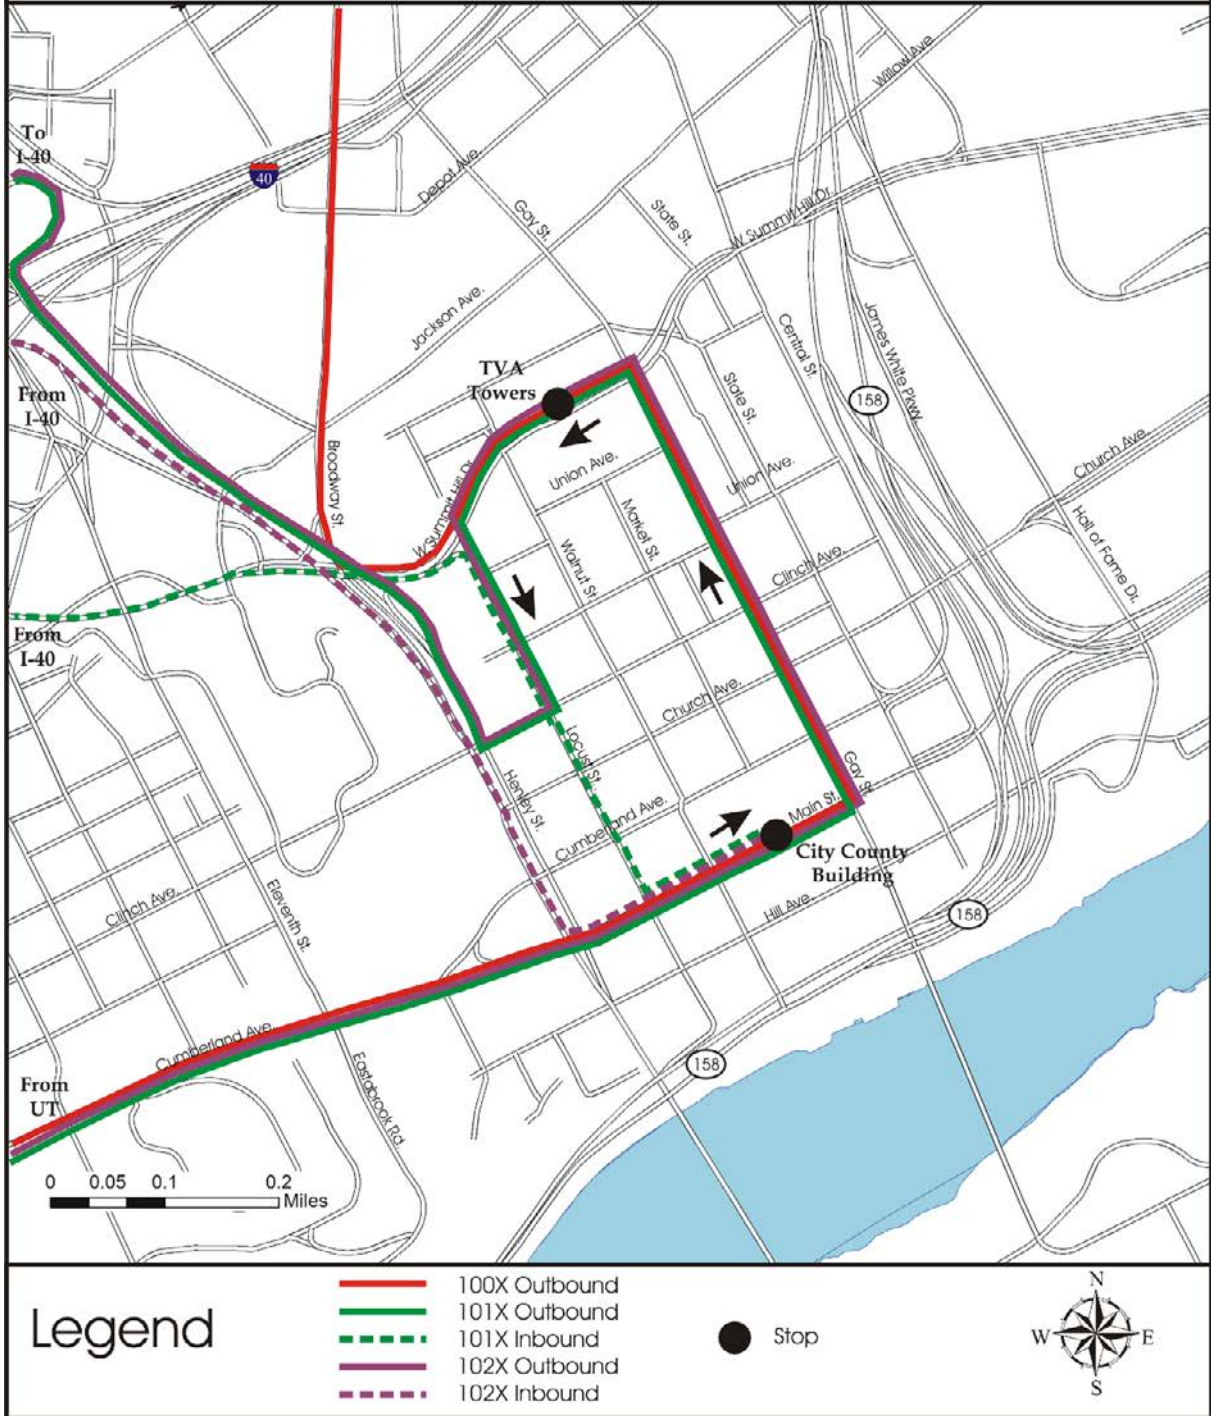 Willow Ave.
To
I-40
40
Depot Ave.
Gay St.
State St.
W Summit Hill Dr.
Jackson Ave.
Central St.
James White Pkwy.
TVA
Towers
State St.
158
From
I-40
Broadway St.
W Summit Hill Dr.
Union Ave.
Union Ave.
Church Ave.
Market St.
Walnut St.
Clinch Ave.
Hall of Fame Dr.
From
I-40
Church Ave.
Locust St.
Henley St.
Gay St.
Main St.
Cumberland Ave.
City County
Building
Clinch Ave.
Eleventh St.
Hill Ave.
158
Cumberland Ave.
Eastabrook Rd.
158
From
UT
0 0.05 0.1 0.2
Miles
Legend
100X Outbound
101X Outbound
101X Inbound
102X Outbound
102X Inbound
Stop
N
W E
S